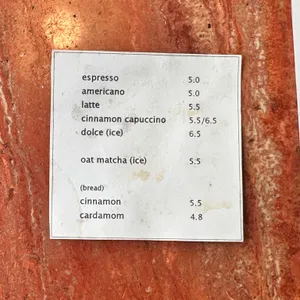 espresso 5.0
americano 5.0
latte 5.5
cinnamon capuccino 5.5/6.5
dolce (ice) 6.5
oat matcha (ice) 5.5
(bread)
cinnamon 5.5
cardamom 4.8